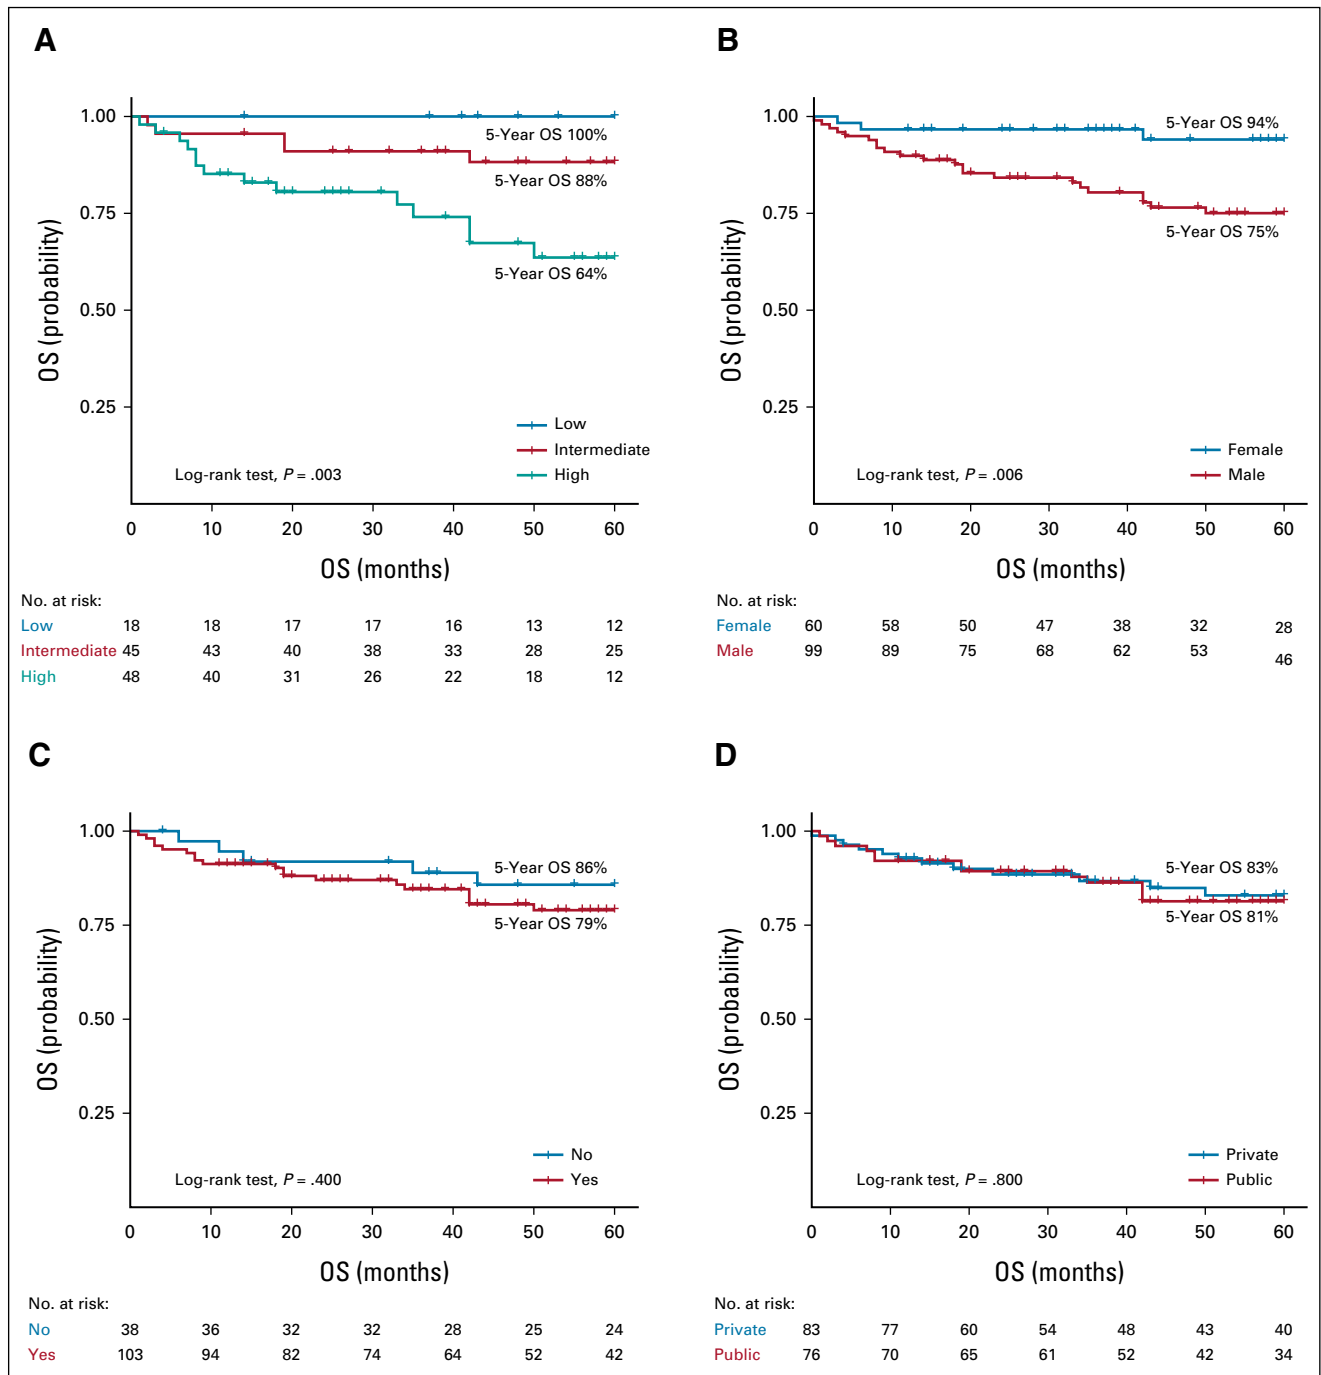 A
1.00
0.75
0.50
0.25
OS (probability)
5-Year OS 100%
5-Year OS 88%
5-Year OS 64%
Low
Intermediate
High
Log-rank test, P = .003
0 10 20 30 40 50 60
OS (months)
No. at risk:
Low 18 18 17 17 16 13 12
Intermediate 45 43 40 38 33 28 25
High 48 40 31 26 22 18 12
B
1.00
0.75
0.50
0.25
OS (probability)
5-Year OS 94%
5-Year OS 75%
Female
Male
Log-rank test, P = .006
0 10 20 30 40 50 60
OS (months)
No. at risk:
Female 60 58 50 47 38 32 28
Male 99 89 75 68 62 53 46
C
1.00
0.75
0.50
0.25
OS (probability)
5-Year OS 86%
5-Year OS 79%
No
Yes
Log-rank test, P = .400
0 10 20 30 40 50 60
OS (months)
No. at risk:
No 38 36 32 32 28 25 24
Yes 103 94 82 74 64 52 42
D
1.00
0.75
0.50
0.25
OS (probability)
5-Year OS 83%
5-Year OS 81%
Private
Public
Log-rank test, P = .800
0 10 20 30 40 50 60
OS (months)
No. at risk:
Private 83 77 60 54 48 43 40
Public 76 70 65 61 52 42 34